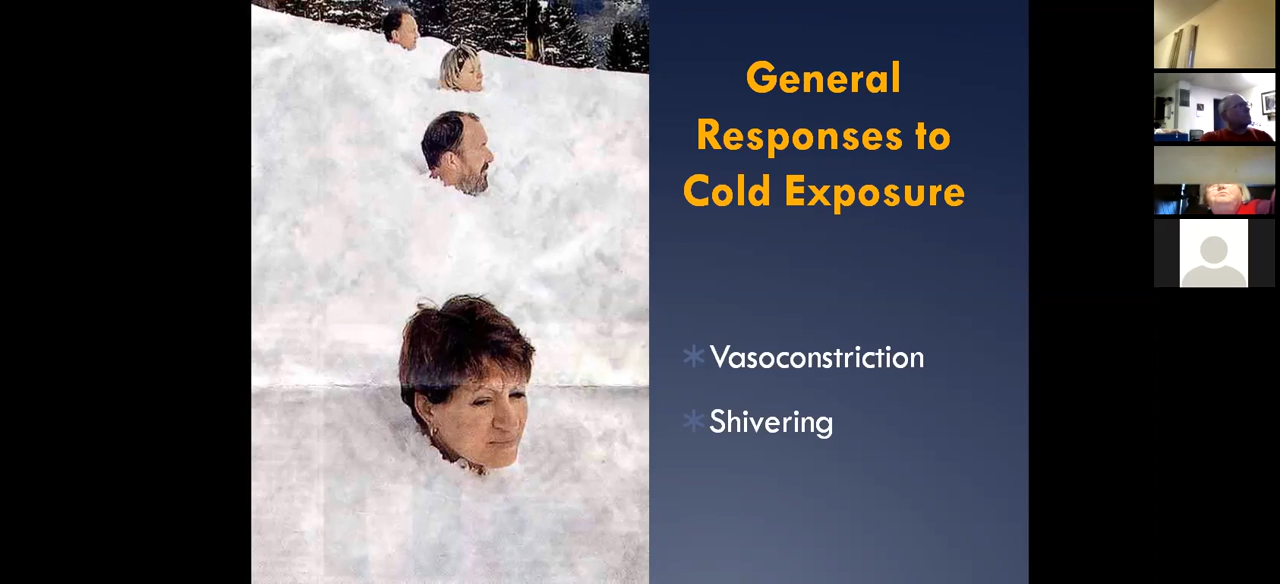 General
Responses to
Cold Exposure
* Vasoconstriction
* Shivering